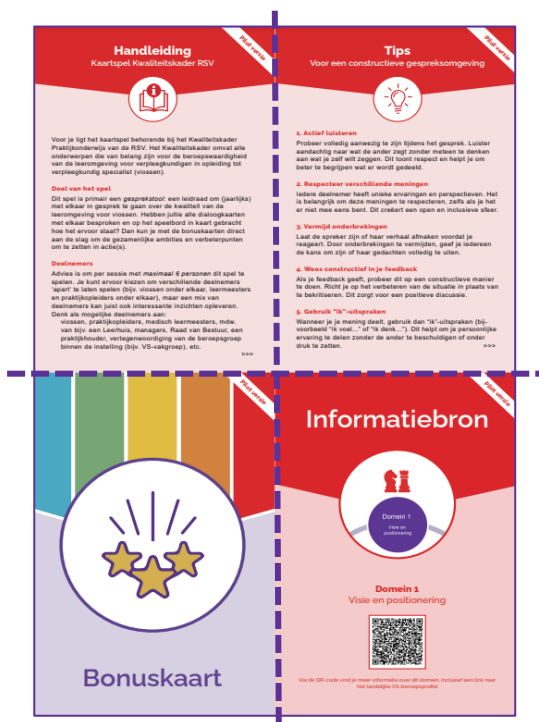 Handleiding
Kaartspel Kwaliteitskader RSV
Pilot versie
Voor je ligt het kaartspel behorende bij het Kwaliteitskader
Praktijkonderwijs van de RSV. Het Kwaliteitskader omvat alle
onderwerpen die van belang zijn voor de beroepswaardigheid
van de leeromgeving voor verpleegkundigen in opleiding tot
verpleegkundig specialist (viossen).
Doel van het spel
Dit spel is primair een gesprekstool: een leidraad om (jaarlijks)
met elkaar in gesprek te gaan over de kwaliteit van de
leeromgeving voor viossen. Hebben jullie alle dialoogkaarten
met elkaar besproken en op het speelbord in kaart gebracht
hoe het ervoor staat? Dan kun je met de bonuskaarten direct
aan de slag om de gezamenlijke ambities en verbeterpunten
om te zetten in actie(s).
Deelnemers
Advies is om per sessie met maximaal 6 personen dit spel te
spelen. Je kunt ervoor kiezen om verschillende deelnemers
'apart' te laten spelen (bijv. viossen onder elkaar, leermeesters
en praktijkopleiders onder elkaar), maar een mix van
deelnemers kan juist ook interessante inzichten opleveren.
Denk als mogelijke deelnemers aan:
viossen, praktijkopleiders, medisch leermeesters, mdw.
van bijv. een Leerhuis, managers, Raad van Bestuur, een
praktijkhouder, vertegenwoordiging van de beroepsgroep
binnen de instelling (bijv. VS-vakgroep), etc.
>>>
Tips
Voor een constructieve gespreksomgeving
Pilot versie
1. Actief luisteren
Probeer volledig aanwezig te zijn tijdens het gesprek. Luister
aandachtig naar wat de ander zegt zonder meteen te denken
aan wat je zelf wil zeggen. Dit toont respect en helpt je om
beter te begrijpen wat er wordt gedeeld.
2. Respecteer verschillende meningen
Iedere deelnemer heeft unieke ervaringen en perspectieven. Het
is belangrijk om deze meningen te respecteren, zelfs als je het
er niet mee eens bent. Dit creëert een open en inclusieve sfeer.
3. Vermijd onderbrekingen
Laat de spreker zijn of haar verhaal afmaken voordat je
reageert. Door onderbrekingen te vermijden, geef je iedereen
de kans om zijn of haar gedachten volledig te uiten.
4. Wees constructief in je feedback
Als je feedback geeft, probeer dit op een constructieve manier
te doen. Richt je op het verbeteren van de situatie in plaats van
te bekritiseren. Dit zorgt voor een positieve discussie.
5. Gebruik "ik"-uitspraken
Wanneer je je mening deelt, gebruik dan "ik"-uitspraken (bij-
voorbeeld "Ik voel..." of "Ik denk..."). Dit helpt om je persoonlijke
ervaring te delen zonder de ander te beschuldigen of onder
druk te zetten. >>>
Pilot versie
Bonuskaart
Pilot versie
Informatiebron
Domein 1
Visie en
positionering
Domein 1
Visie en positionering
Via de QR-code vind je meer informatie over dit domein, inclusief een link naar
het landelijke VS-beroepsprofiel